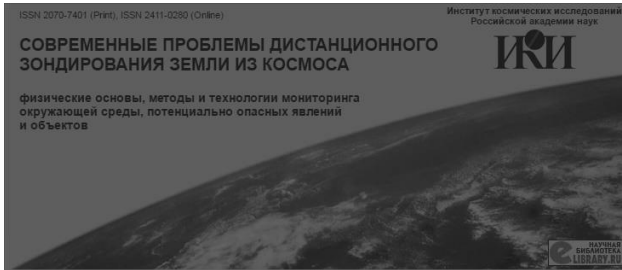 ISSN 2070-7401 (Print), ISSN 2411-0280 (Online)
Институт космических исследований
Российской академии наук
ИКИ
СОВРЕМЕННЫЕ ПРОБЛЕМЫ ДИСТАНЦИОННОГО
ЗОНДИРОВАНИЯ ЗЕМЛИ ИЗ КОСМОСА
физические основы, методы и технологии мониторинга
окружающей среды, потенциально опасных явлений
и объектов
НАУЧНАЯ
БИБЛИОТЕКА
eLIBRARY.RU